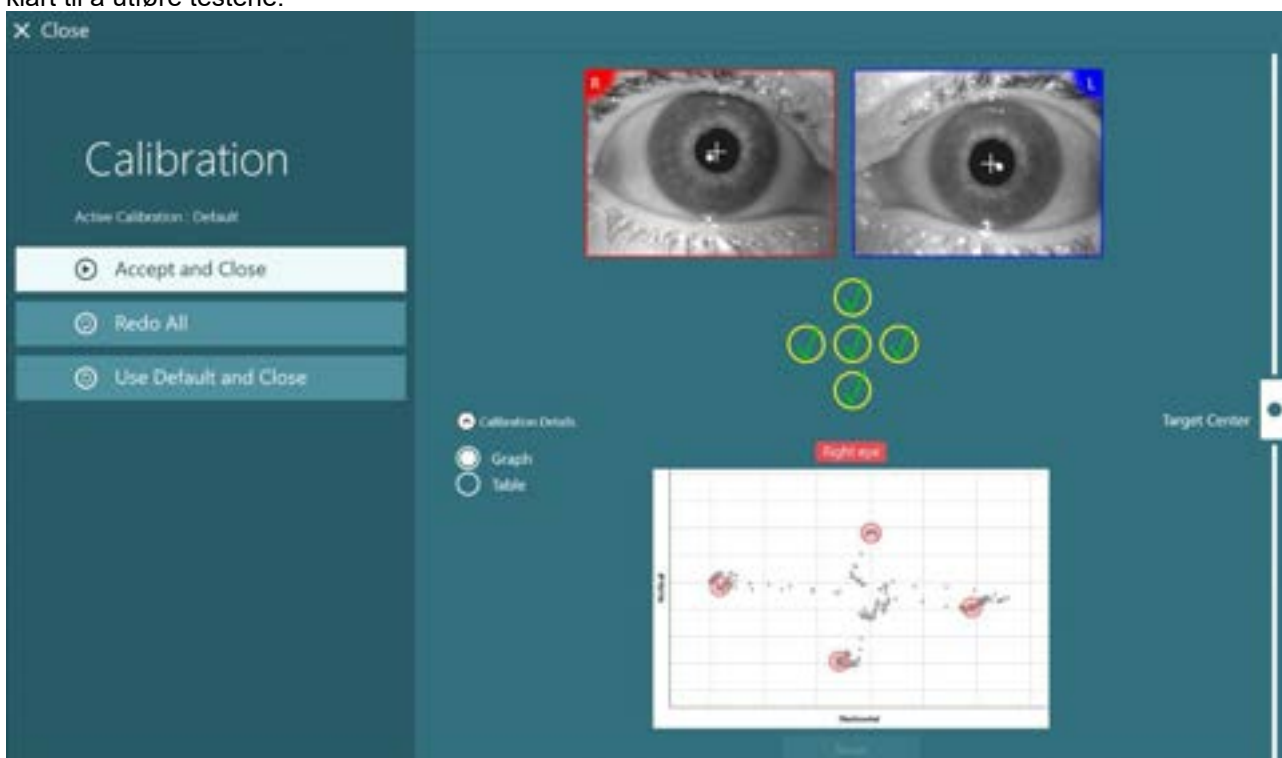 klart til å utføre testene.
Close
R
L
Calibration
Active Calibration : Default
Accept and Close
Redo All
Use Default and Close
Calibration Details
Target Center
Right eye
Graph
Table
Vertical
Horizontal